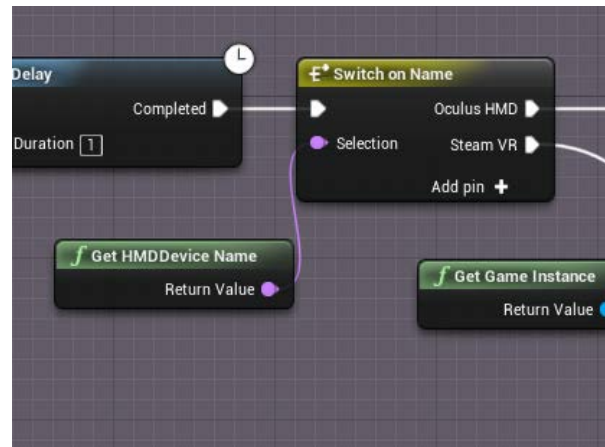 Delay
Completed
Duration 1
Switch on Name
Oculus HMD
Selection
Steam VR
Add pin +
f Get HMDDevice Name
Return Value
f Get Game Instance
Return Value